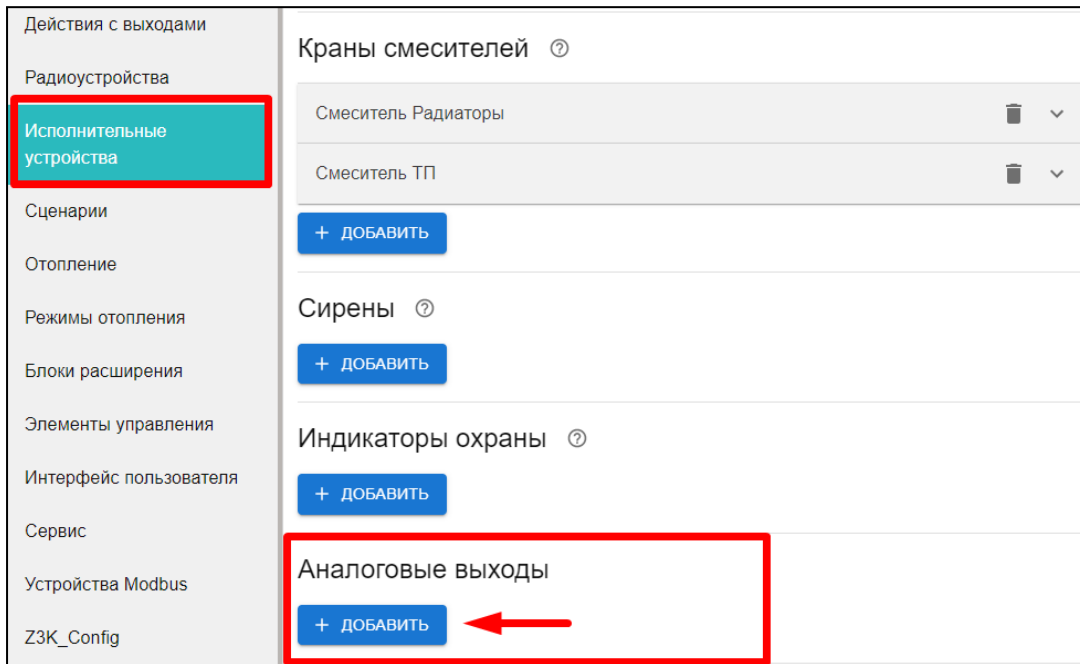 Действия с выходами
Радиоустройства
Исполнительные
устройства
Сценарии
Отопление
Режимы отопления
Блоки расширения
Элементы управления
Интерфейс пользователя
Сервис
Устройства Modbus
Z3K_Config
Краны смесителей ?
Смеситель Радиаторы
Смеситель ТП
+ ДОБАВИТЬ
Сирены ?
+ ДОБАВИТЬ
Индикаторы охраны ?
+ ДОБАВИТЬ
Аналоговые выходы
+ ДОБАВИТЬ